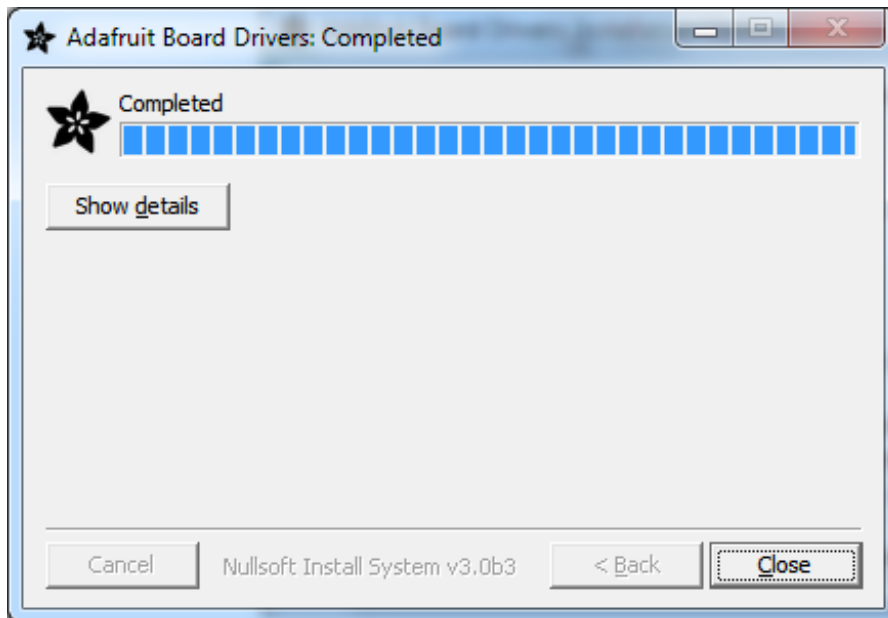 Adafruit Board Drivers: Completed
Completed
Show details
Cancel
Nullsoft Install System v3.0b3
< Back
Close